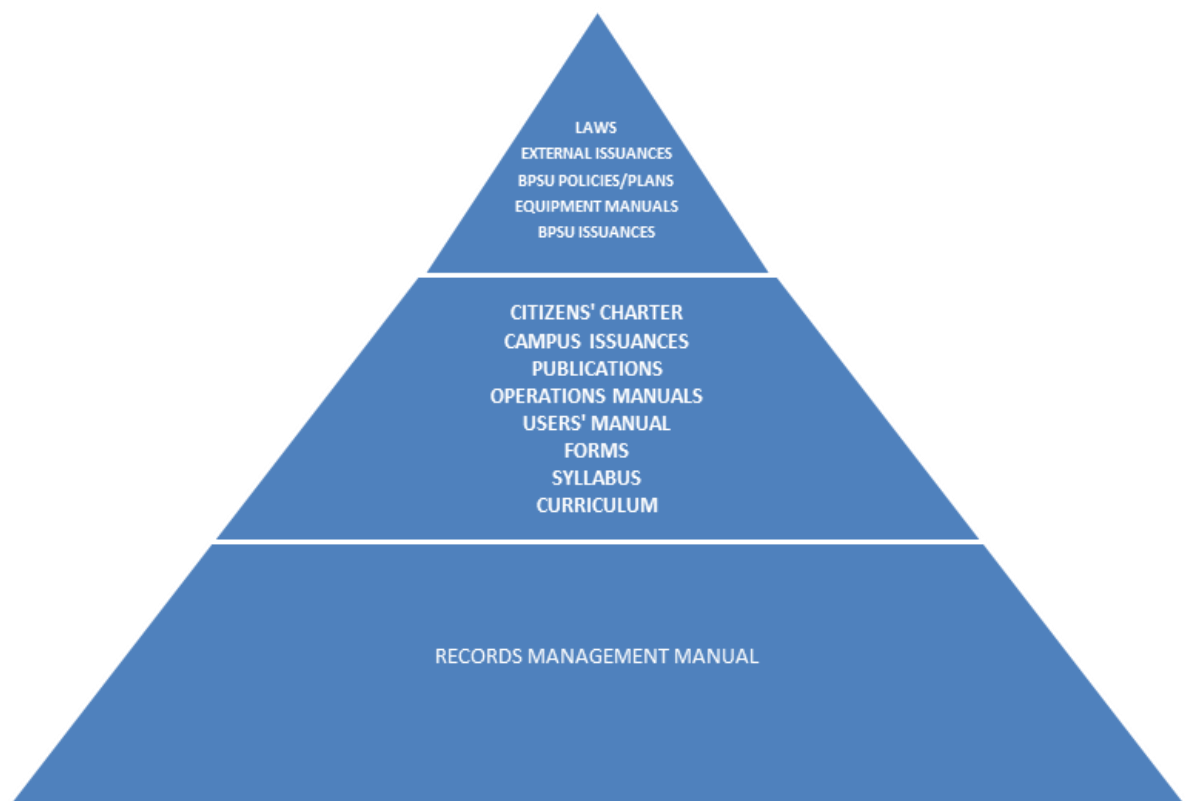 LAWS
EXTERNAL ISSUANCES
BPSU POLICIES/PLANS
EQUIPMENT MANUALS
BPSU ISSUANCES
CITIZENS' CHARTER
CAMPUS ISSUANCES
PUBLICATIONS
OPERATIONS MANUALS
USERS' MANUAL
FORMS
SYLLABUS
CURRICULUM
RECORDS MANAGEMENT MANUAL